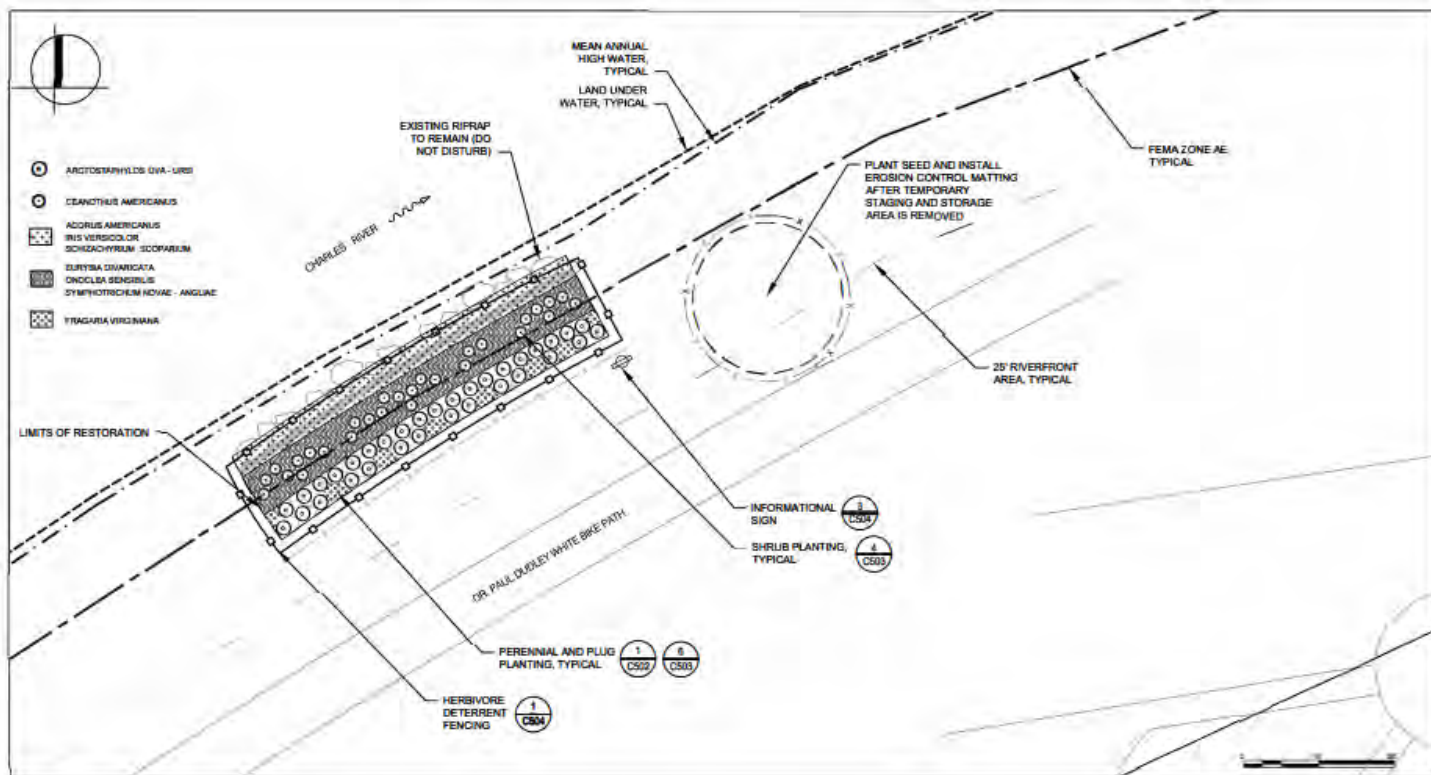 MEAN ANNUAL
HIGH WATER,
TYPICAL
LAND UNDER
WATER, TYPICAL
EXISTING RIPRAP
TO REMAIN (DO
NOT DISTURB)
FEMA ZONE AE
TYPICAL
PLANT SEED AND INSTALL
EROSION CONTROL MATTING
AFTER TEMPORARY
STAGING AND STORAGE
AREA IS REMOVED
ARCTOSTAPHYLOS UVA - URSI
CEANOTHUS AMERICANUS
ACORUS AMERICANUS
IRIS VERSICOLOR
SCHIZACHYRIUM SCOPARIUM
EURYBIA DIVARICATA
ONOCLEA SENSIBILIS
SYMPHOTRICHUM NOVAE - ANGLIAE
FRAGARIA VIRGINIANA
CHARLES RIVER
25' RIVERFRONT
AREA, TYPICAL
LIMITS OF RESTORATION
INFORMATIONAL
SIGN
3
C504
SHRUB PLANTING,
TYPICAL
4
C503
DR. PAUL DUDLEY WHITE BIKE PATH
PERENNIAL AND PLUG
PLANTING, TYPICAL
1
C502
6
C503
HERBIVORE
DETERRENT
FENCING
1
C504